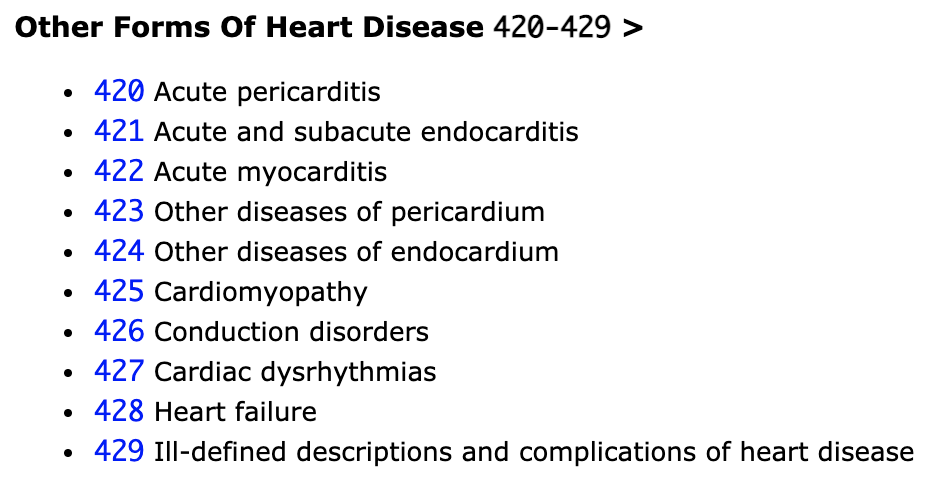 Other Forms Of Heart Disease 420-429 >
• 420 Acute pericarditis
• 421 Acute and subacute endocarditis
• 422 Acute myocarditis
• 423 Other diseases of pericardium
• 424 Other diseases of endocardium
• 425 Cardiomyopathy
• 426 Conduction disorders
• 427 Cardiac dysrhythmias
• 428 Heart failure
• 429 Ill-defined descriptions and complications of heart disease